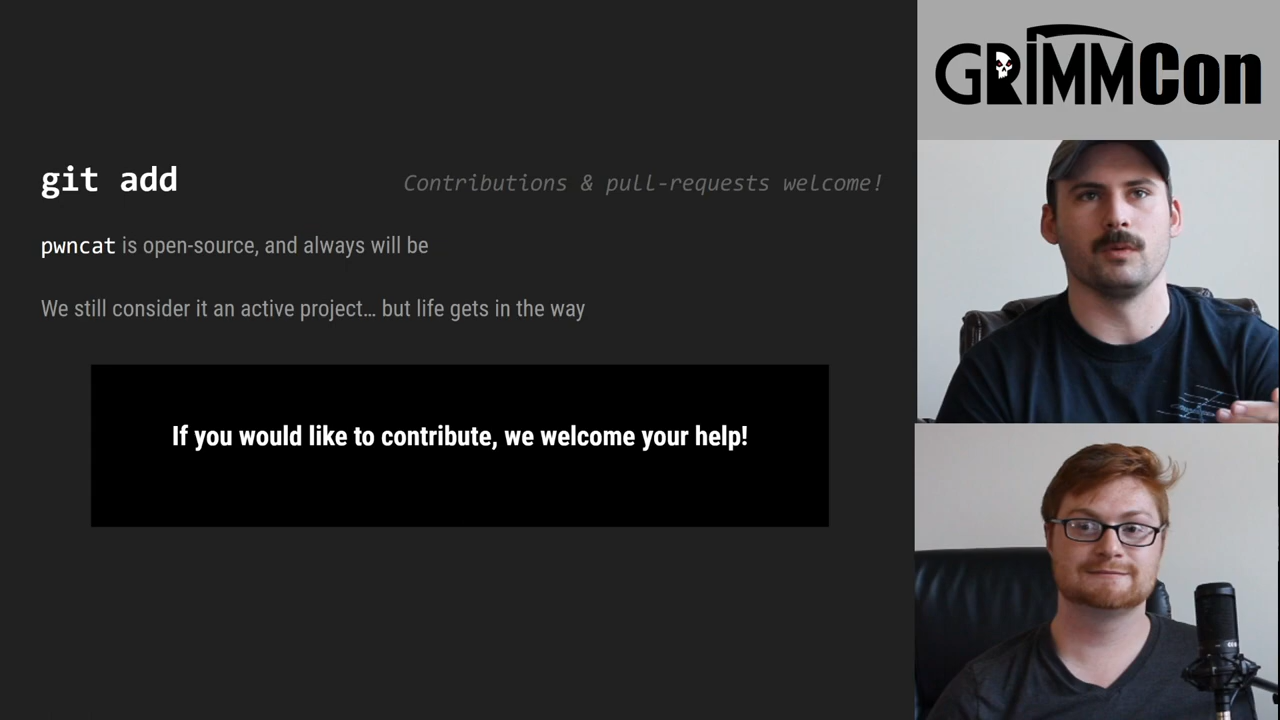 git add
Contributions & pull-requests welcome!
pwncat is open-source, and always will be
We still consider it an active project… but life gets in the way
If you would like to contribute, we welcome your help!
GRIMMCon